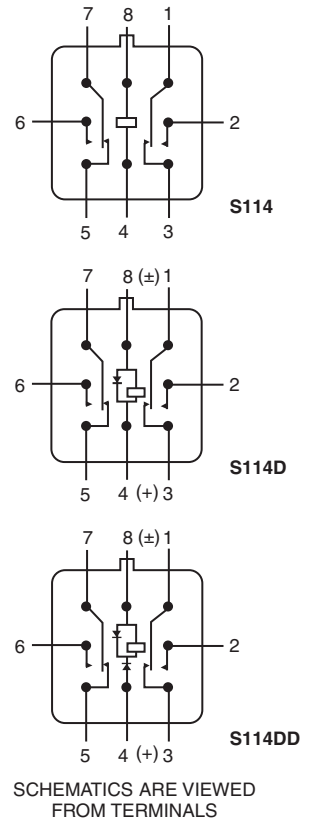 7 8 1
6 2
S114
5 4 3
7 8 (±) 1
6 2
S114D
5 4 (+) 3
7 8 (±) 1
6 2
S114DD
5 4 (+) 3
SCHEMATICS ARE VIEWED
FROM TERMINALS